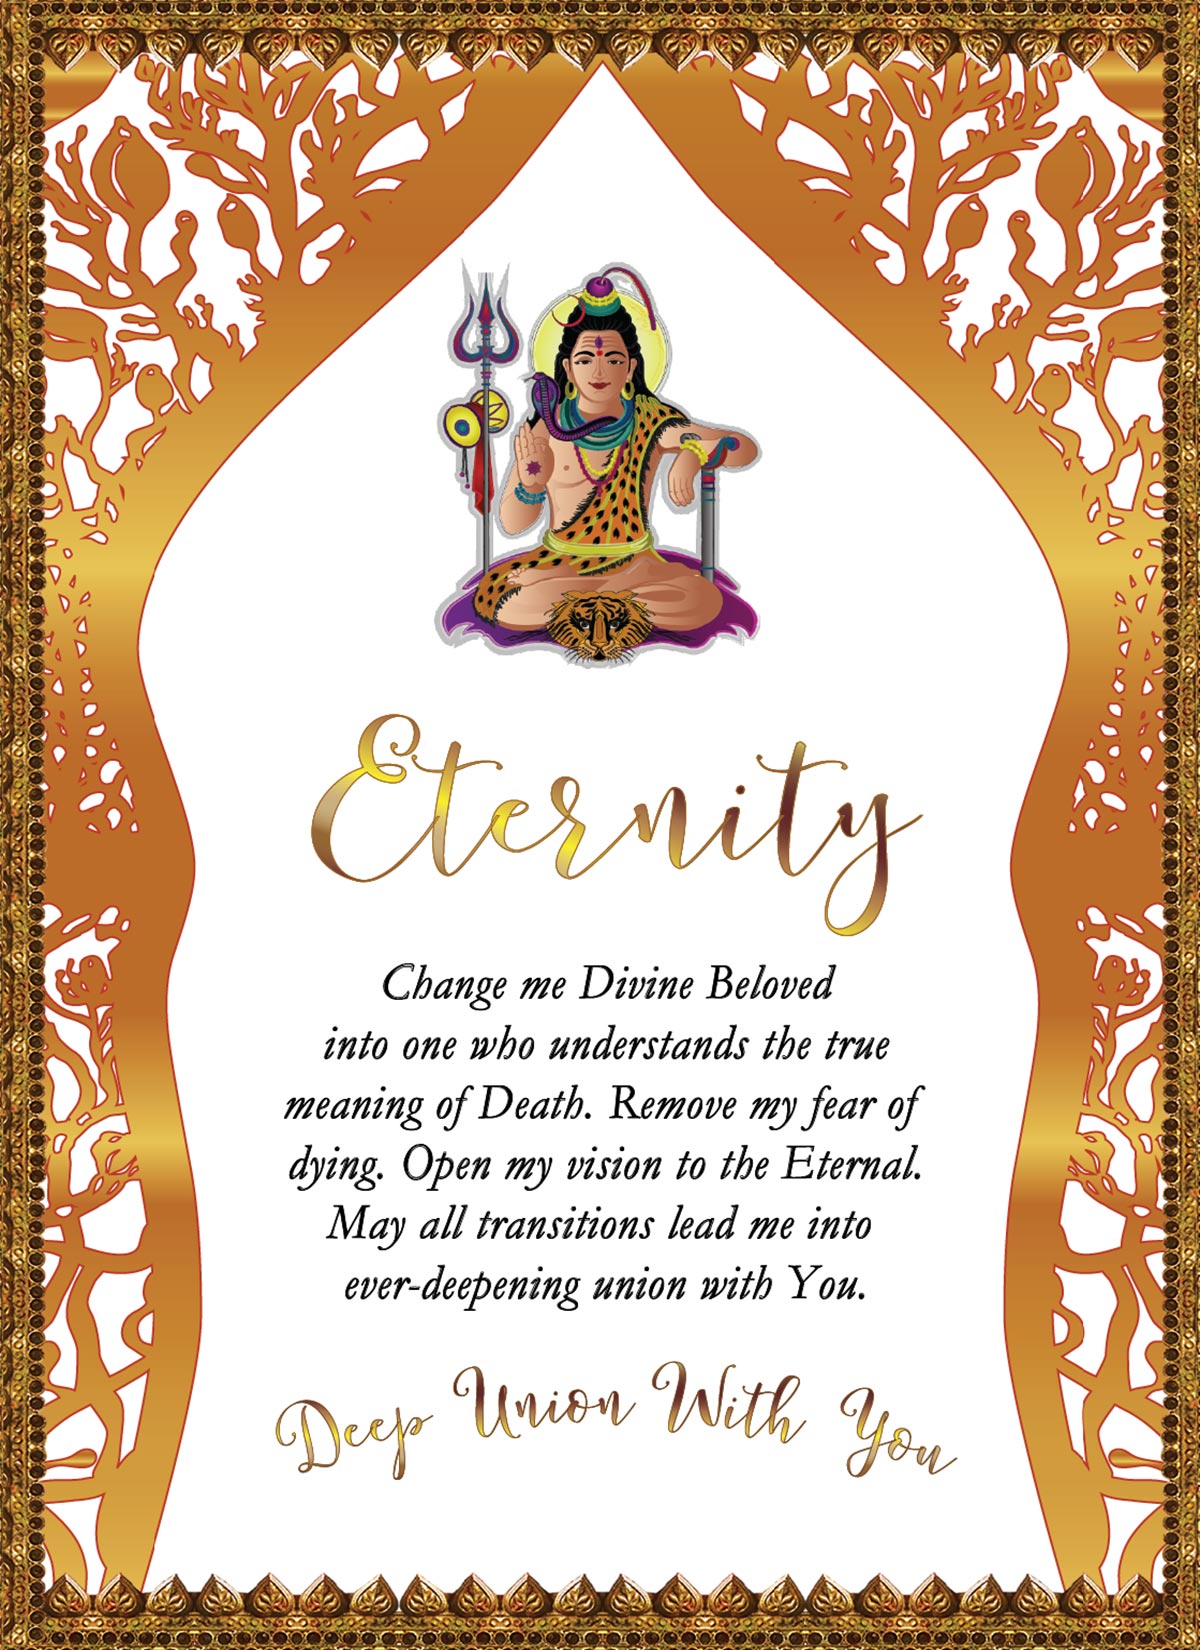 Eternity
Change me Divine Beloved
into one who understands the true
meaning of Death. Remove my fear of
dying. Open my vision to the Eternal.
May all transitions lead me into
ever-deepening union with You.
Deep Union With You